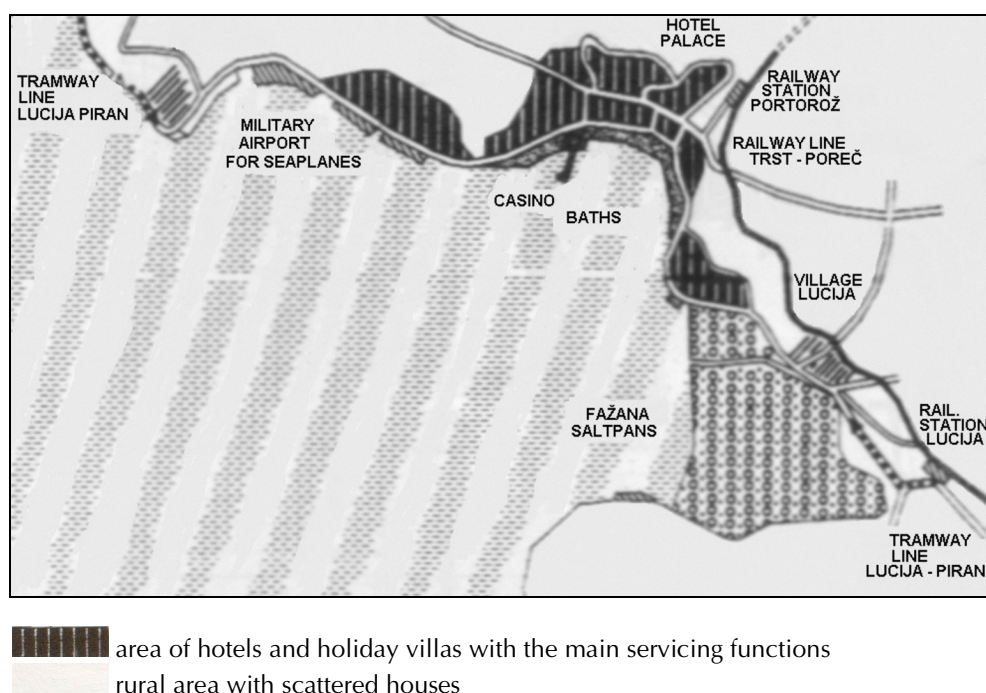 HOTEL
PALACE
TRAMWAY
LINE
LUCIJA PIRAN
RAILWAY
STATION
PORTOROŽ
MILITARY
AIRPORT
FOR SEAPLANES
RAILWAY LINE
TRST - POREČ
CASINO
BATHS
VILLAGE
LUCIJA
FAŽANA
SALTPANS
RAIL.
STATION
LUCIJA
TRAMWAY
LINE
LUCIJA - PIRAN
area of hotels and holiday villas with the main servicing functions
rural area with scattered houses